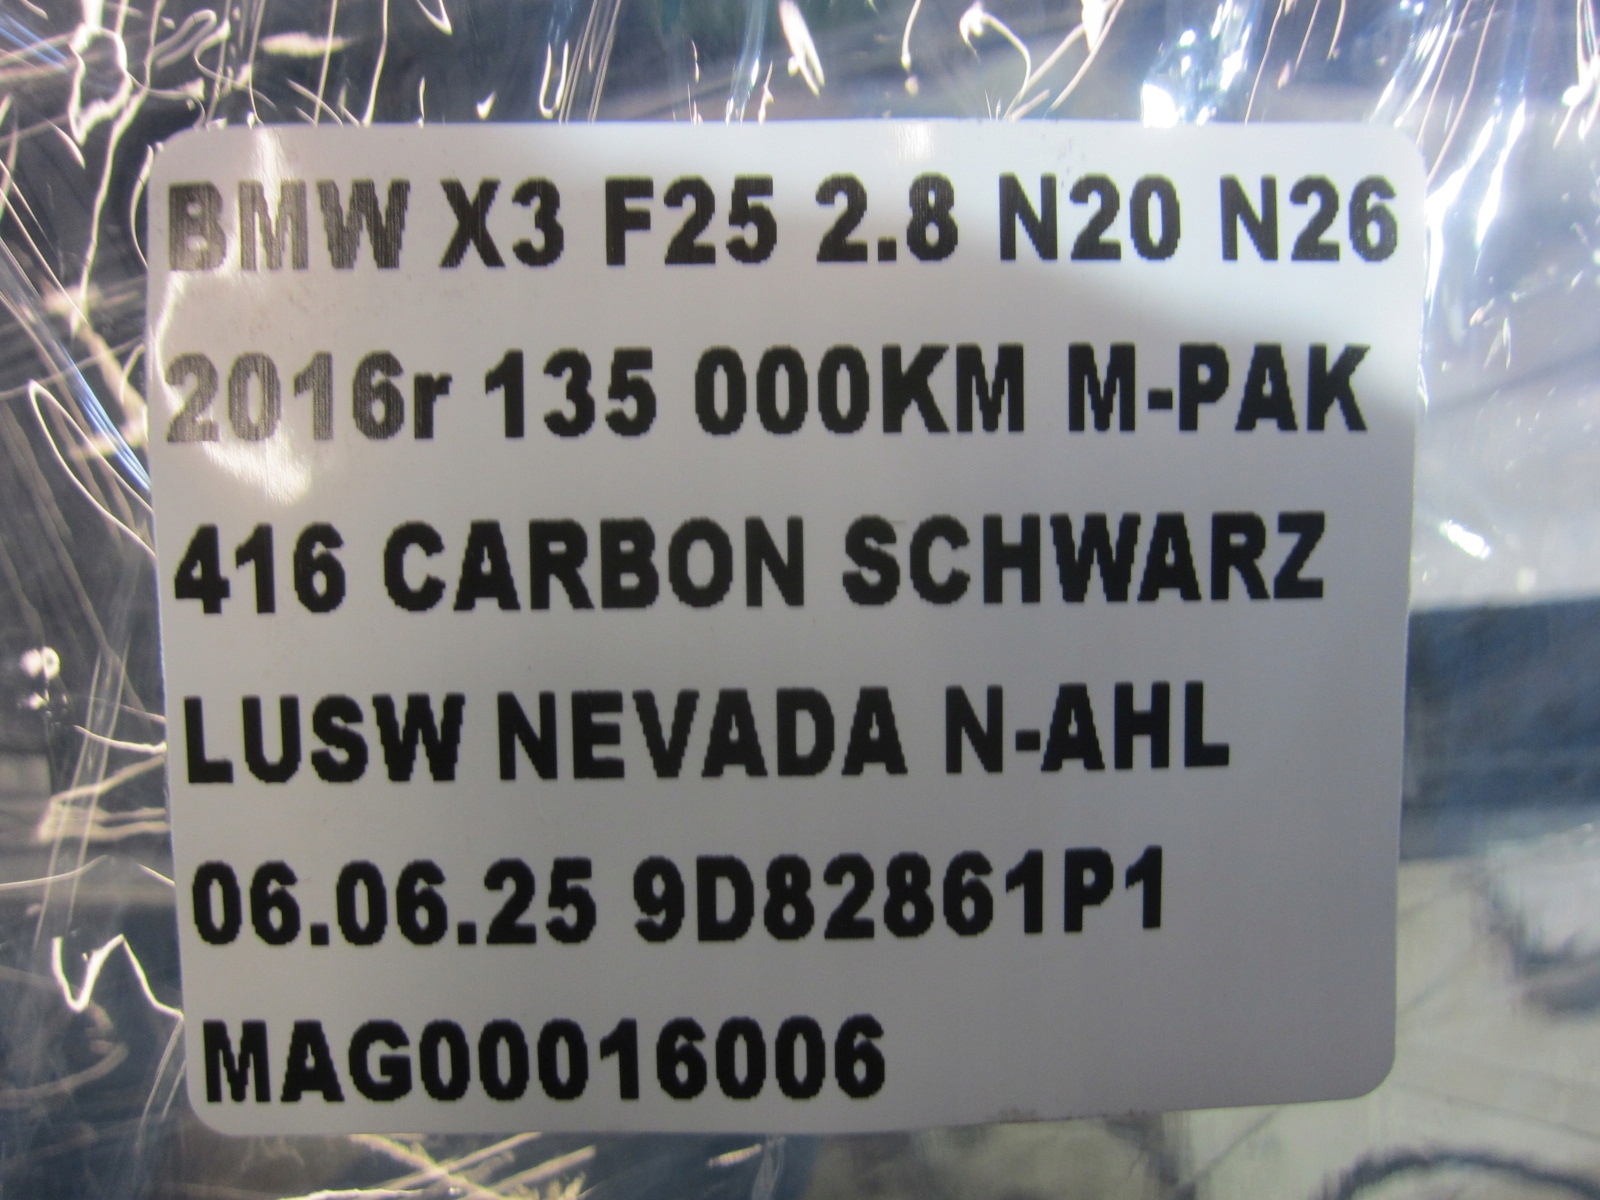 BMW X3 F25 2.8 N20 N26
2016r 135 000KM M-PAK
416 CARBON SCHWARZ
LUSW NEVADA N-AHL
06.06.25 9D82861P1
MAG00016006